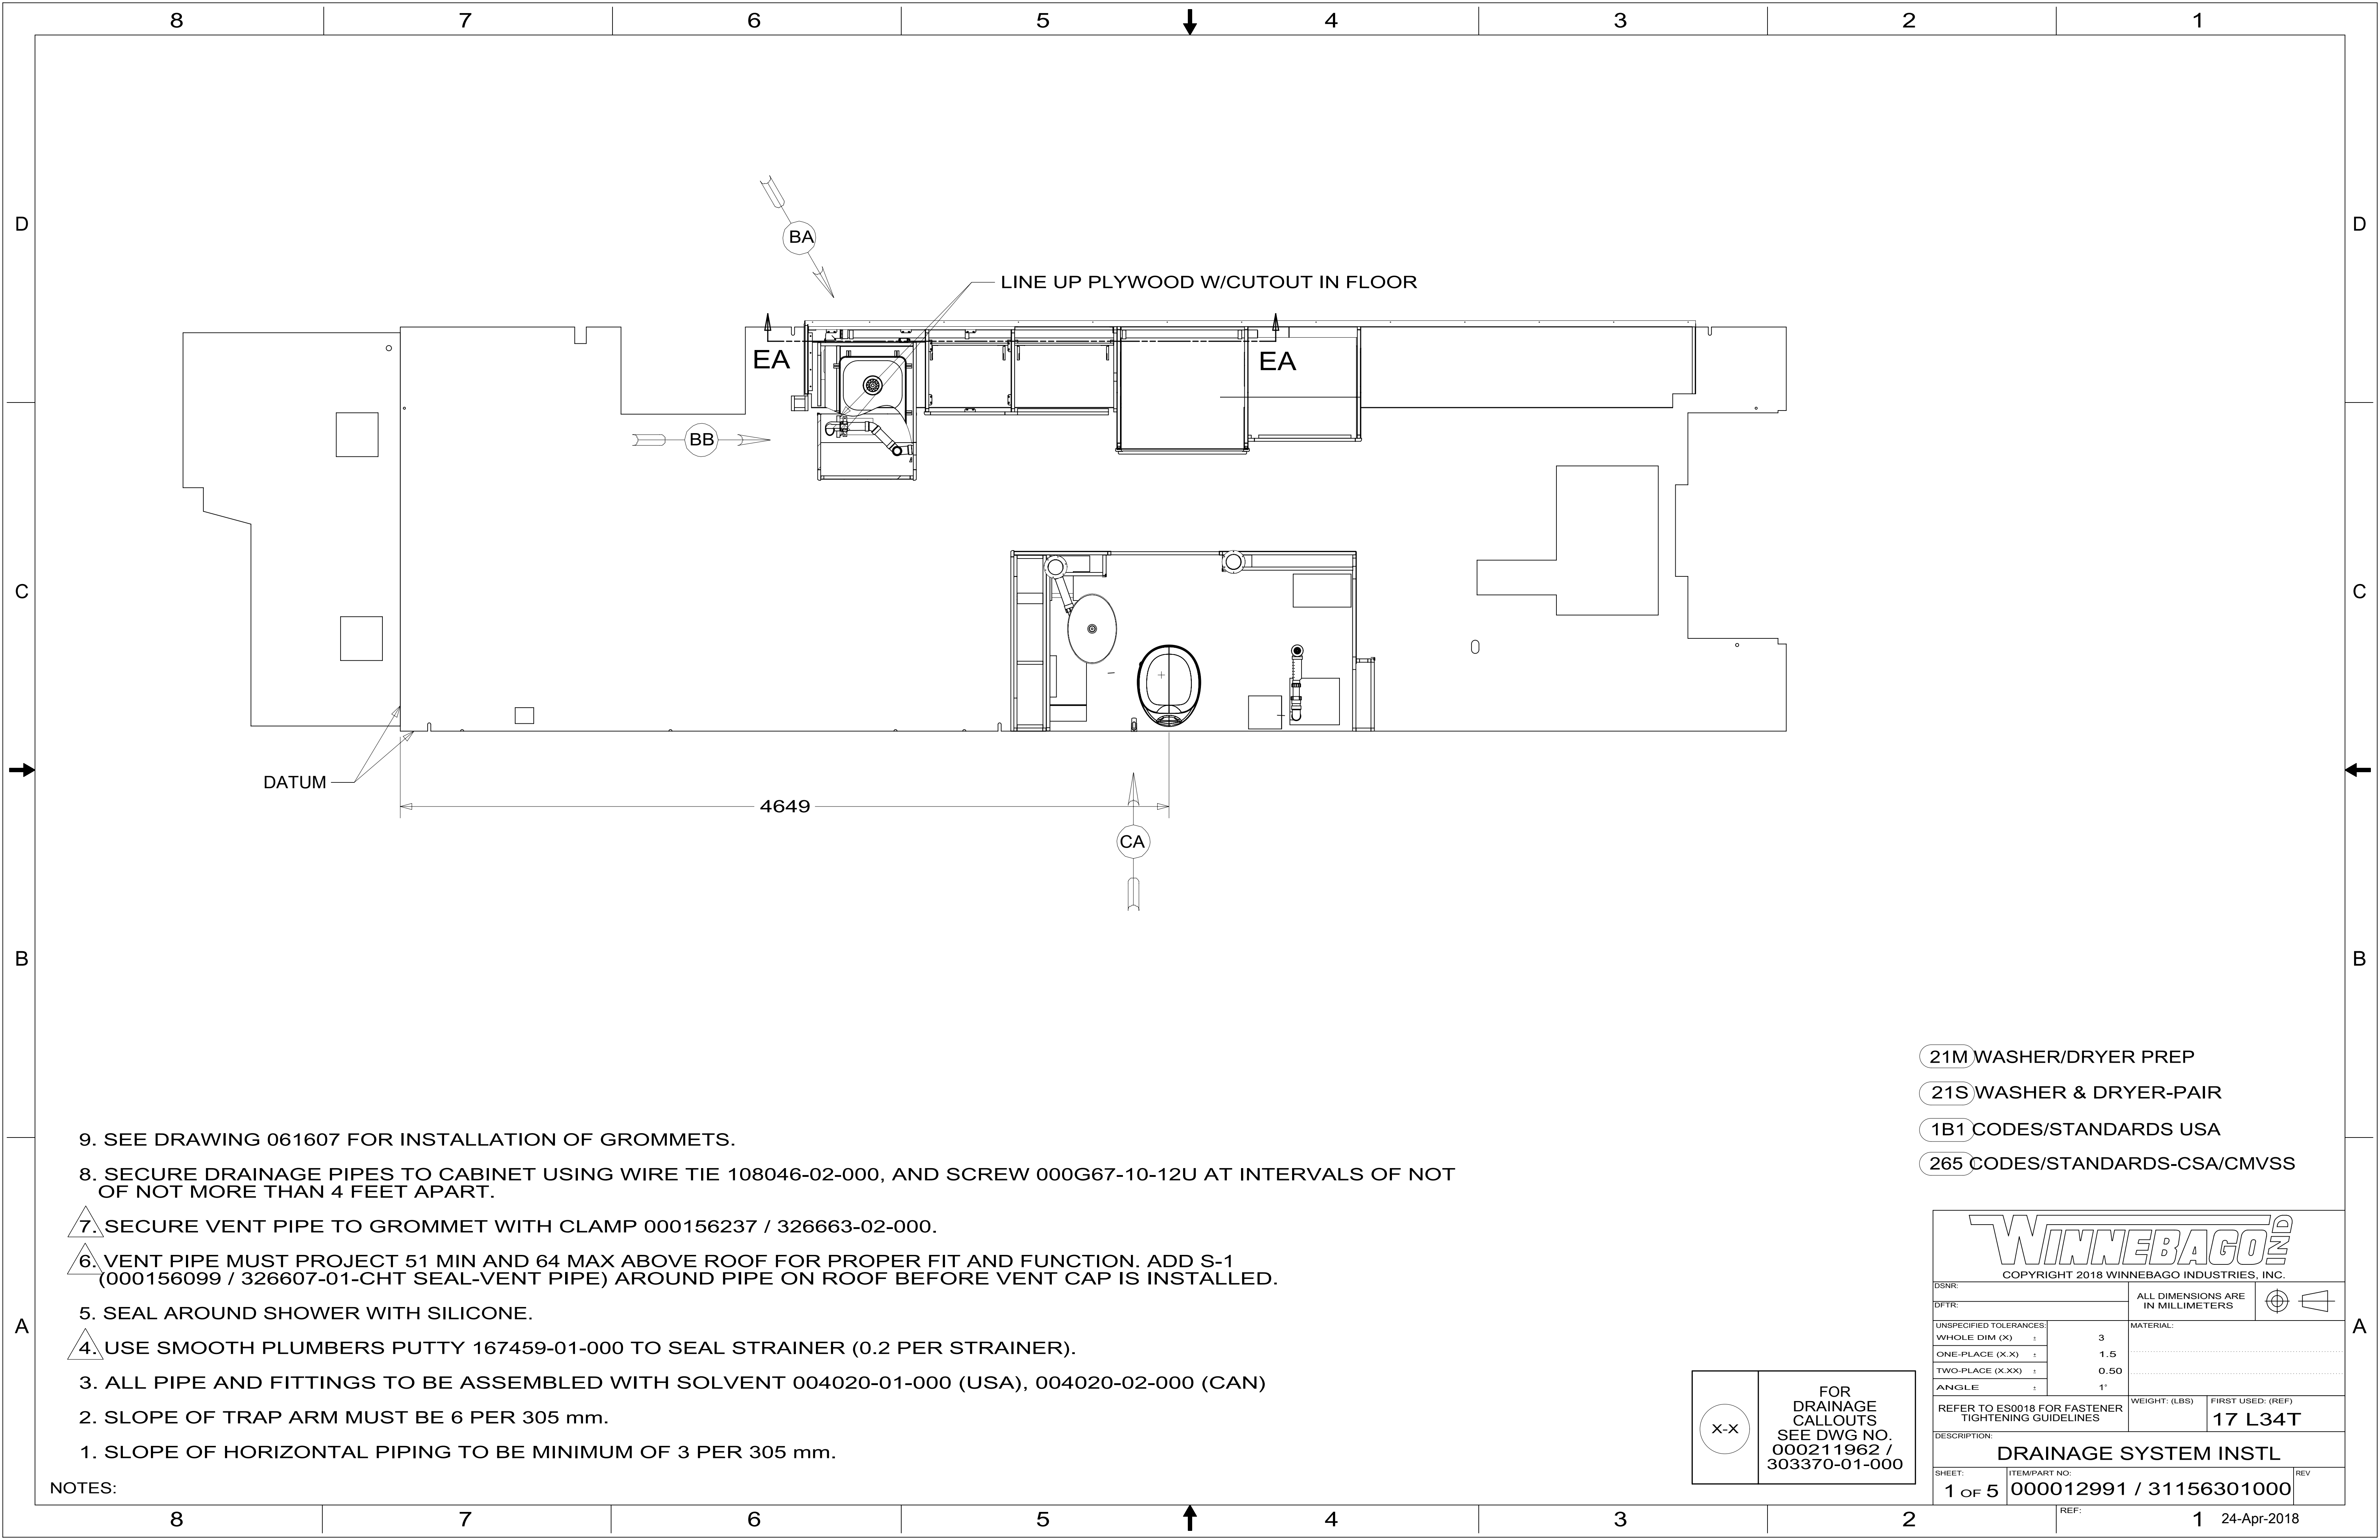 8 7 6 5 4 3 2 1
D D
BA
LINE UP PLYWOOD W/CUTOUT IN FLOOR
EA EA
BB
C C
DATUM
4649
CA
B B
21M WASHER/DRYER PREP
21S WASHER & DRYER-PAIR
1B1 CODES/STANDARDS USA
265 CODES/STANDARDS-CSA/CMVSS
9. SEE DRAWING 061607 FOR INSTALLATION OF GROMMETS.
8. SECURE DRAINAGE PIPES TO CABINET USING WIRE TIE 108046-02-000, AND SCREW 000G67-10-12U AT INTERVALS OF NOT
OF NOT MORE THAN 4 FEET APART.
7. SECURE VENT PIPE TO GROMMET WITH CLAMP 000156237 / 326663-02-000.
6. VENT PIPE MUST PROJECT 51 MIN AND 64 MAX ABOVE ROOF FOR PROPER FIT AND FUNCTION. ADD S-1
(000156099 / 326607-01-CHT SEAL-VENT PIPE) AROUND PIPE ON ROOF BEFORE VENT CAP IS INSTALLED.
5. SEAL AROUND SHOWER WITH SILICONE.
4. USE SMOOTH PLUMBERS PUTTY 167459-01-000 TO SEAL STRAINER (0.2 PER STRAINER).
3. ALL PIPE AND FITTINGS TO BE ASSEMBLED WITH SOLVENT 004020-01-000 (USA), 004020-02-000 (CAN)
2. SLOPE OF TRAP ARM MUST BE 6 PER 305 mm.
1. SLOPE OF HORIZONTAL PIPING TO BE MINIMUM OF 3 PER 305 mm.
NOTES:
A A
X-X
FOR
DRAINAGE
CALLOUTS
SEE DWG NO.
000211962 /
303370-01-000
WINNEBAGO IND
COPYRIGHT 2018 WINNEBAGO INDUSTRIES, INC.
DSNR:
DFTR:
ALL DIMENSIONS ARE
IN MILLIMETERS
UNSPECIFIED TOLERANCES:
WHOLE DIM (X) ± 3
ONE-PLACE (X.X) ± 1.5
TWO-PLACE (X.XX) ± 0.50
ANGLE ± 1°
MATERIAL:
REFER TO ES0018 FOR FASTENER
TIGHTENING GUIDELINES
WEIGHT: (LBS)
FIRST USED: (REF)
17 L34T
DESCRIPTION:
DRAINAGE SYSTEM INSTL
SHEET:
1 OF 5
ITEM/PART NO:
000012991 / 31156301000
REV
8 7 6 5 4 3 2 1
REF:
24-Apr-2018